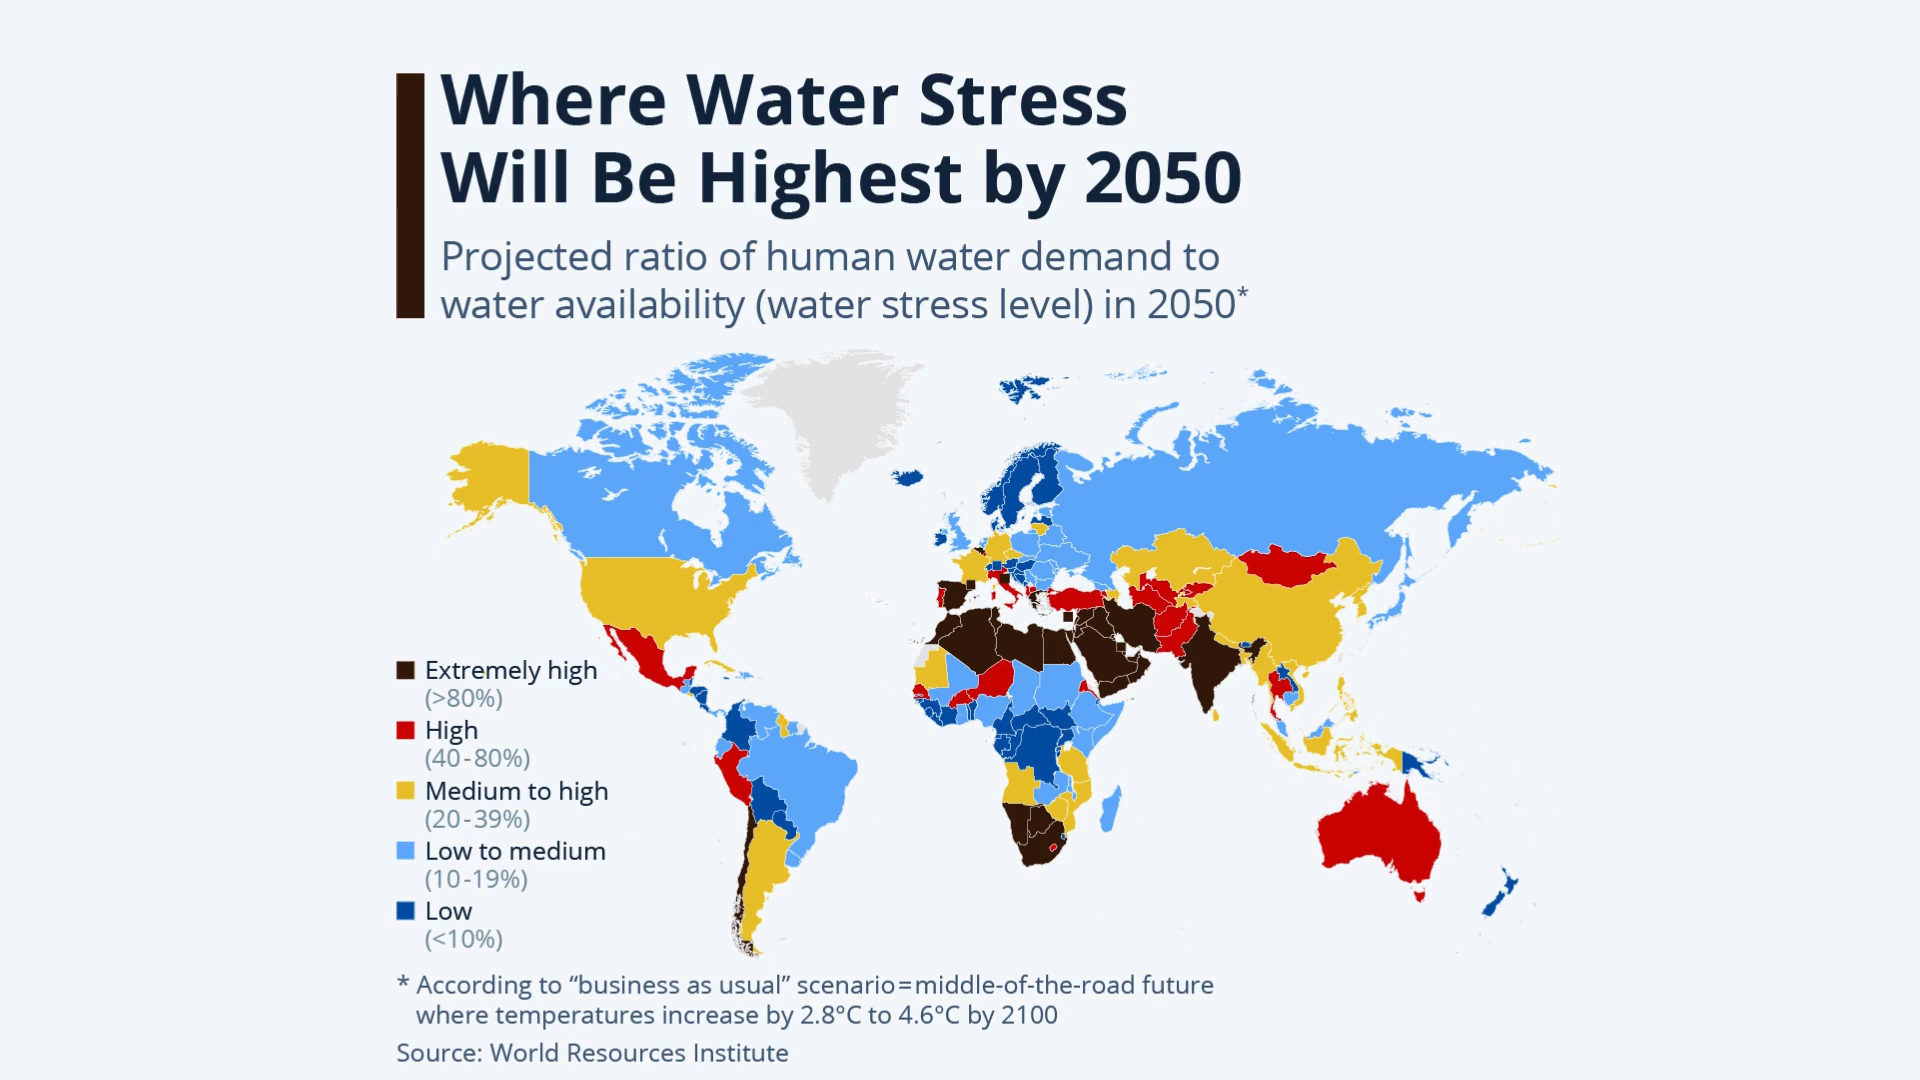 Where Water Stress
Will Be Highest by 2050
Projected ratio of human water demand to
water availability (water stress level) in 2050*
Extremely high
(>80%)
High
(40-80%)
Medium to high
(20-39%)
Low to medium
(10-19%)
Low
(<10%)
* According to “business as usual” scenario=middle-of-the-road future
where temperatures increase by 2.8°C to 4.6°C by 2100
Source: World Resources Institute